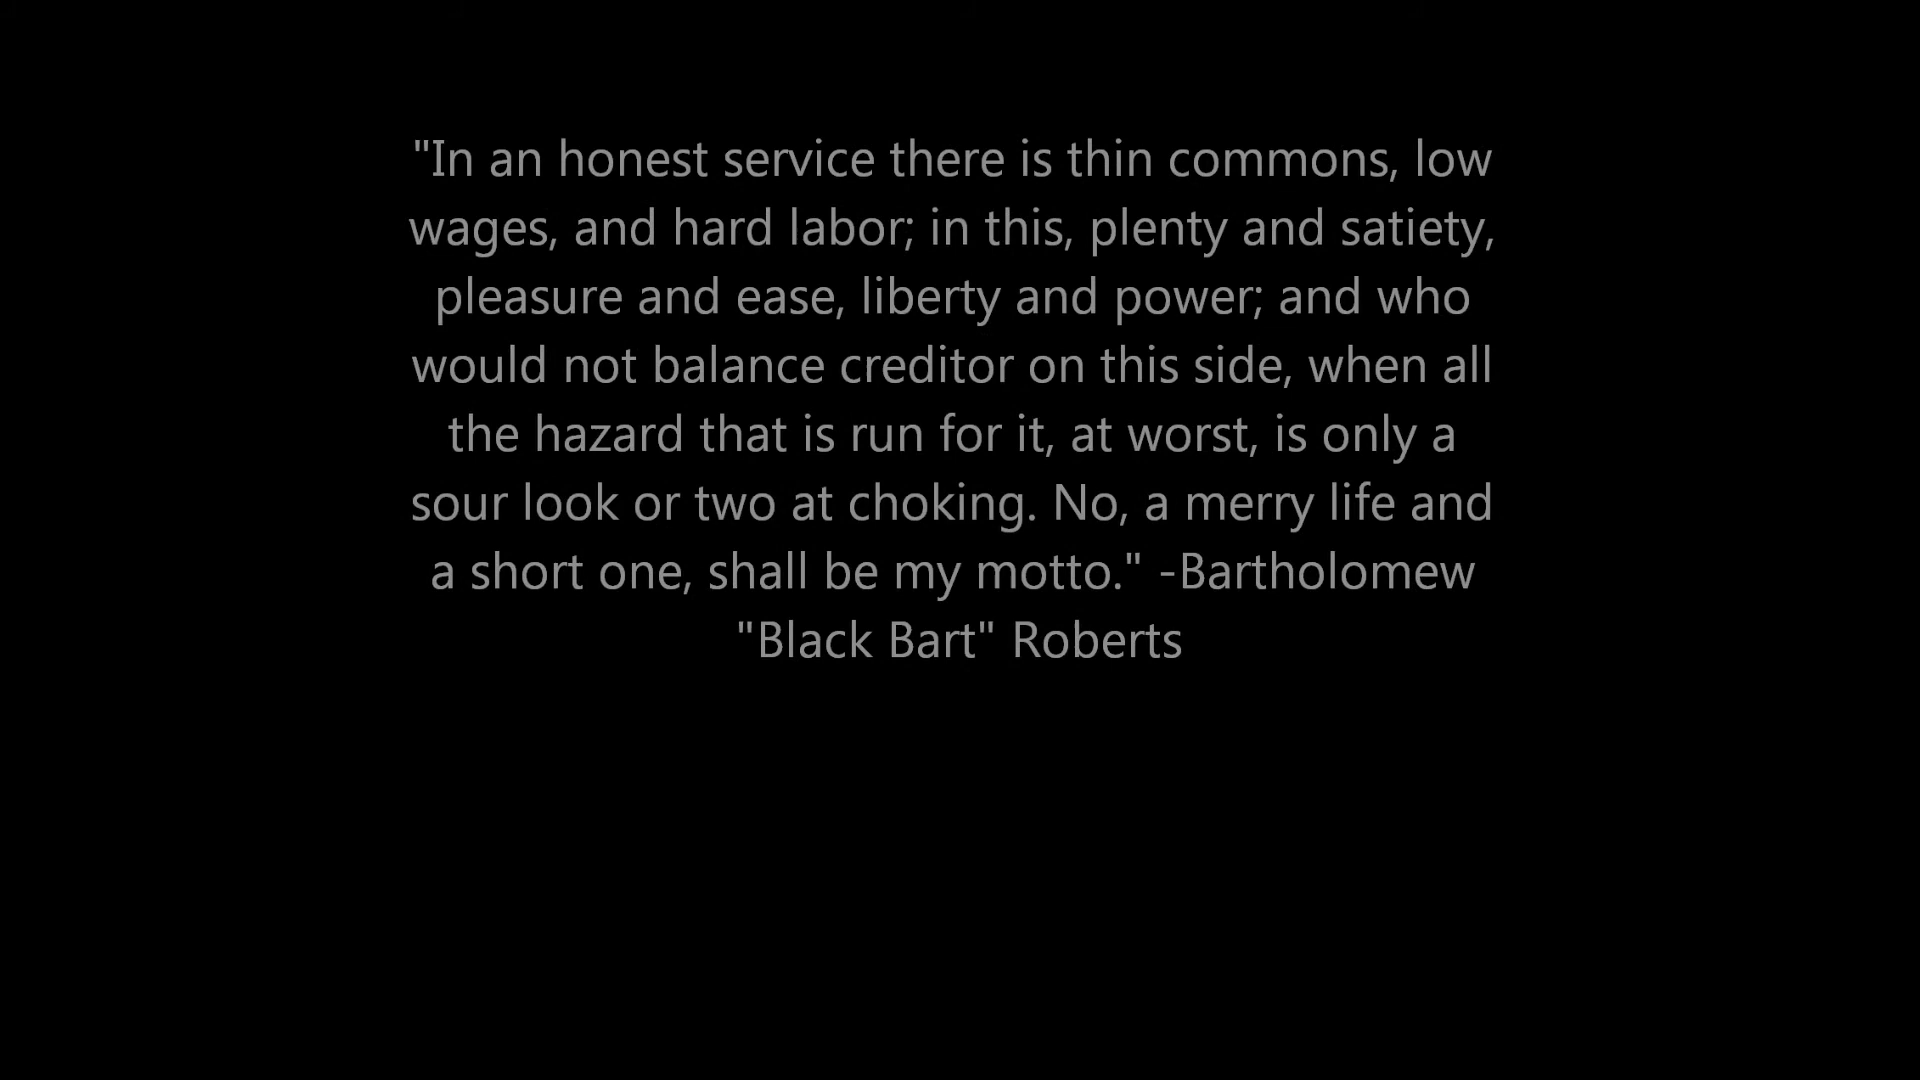 "In an honest service there is thin commons, low
wages, and hard labor; in this, plenty and satiety,
pleasure and ease, liberty and power; and who
would not balance creditor on this side, when all
the hazard that is run for it, at worst, is only a
sour look or two at choking. No, a merry life and
a short one, shall be my motto." -Bartholomew
"Black Bart" Roberts